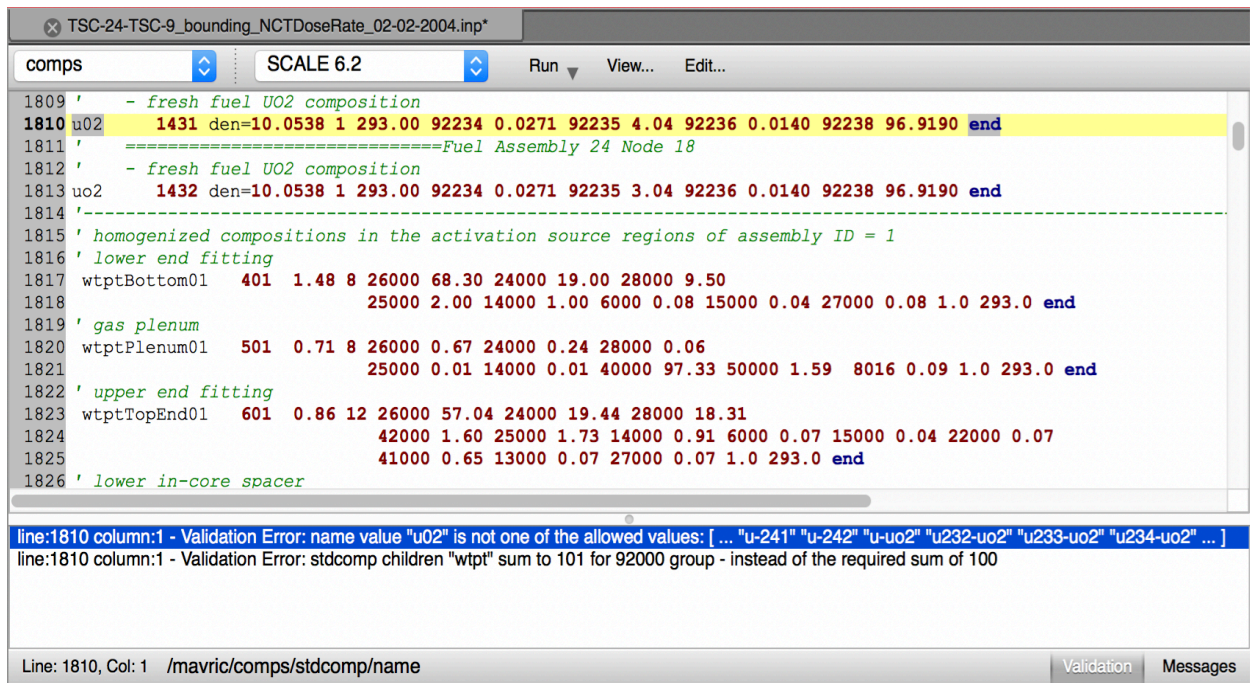 TSC-24-TSC-9_bounding_NCTDoseRate_02-02-2004.inp*
comps SCALE 6.2 Run View... Edit...
1809 '   - fresh fuel UO2 composition
1810 u02     1431 den=10.0538 1 293.00 92234 0.0271 92235 4.04 92236 0.0140 92238 96.9190 end
1811 '   ==============================Fuel Assembly 24 Node 18
1812 '   - fresh fuel UO2 composition
1813 uo2     1432 den=10.0538 1 293.00 92234 0.0271 92235 3.04 92236 0.0140 92238 96.9190 end
1814 '--------------------------------------------------------------------------------------------------------------
1815 ' homogenized compositions in the activation source regions of assembly ID = 1
1816 ' lower end fitting
1817  wtptBottom01   401  1.48 8 26000 68.30 24000 19.00 28000 9.50
1818                             25000 2.00 14000 1.00 6000 0.08 15000 0.04 27000 0.08 1.0 293.0 end
1819 ' gas plenum
1820  wtptPlenum01   501  0.71 8 26000 0.67 24000 0.24 28000 0.06
1821                             25000 0.01 14000 0.01 40000 97.33 50000 1.59  8016 0.09 1.0 293.0 end
1822 ' upper end fitting
1823  wtptTopEnd01   601  0.86 12 26000 57.04 24000 19.44 28000 18.31
1824                              42000 1.60 25000 1.73 14000 0.91 6000 0.07 15000 0.04 22000 0.07
1825                              41000 0.65 13000 0.07 27000 0.07 1.0 293.0 end
1826 ' lower in-core spacer
line:1810 column:1 - Validation Error: name value "u02" is not one of the allowed values: [ ... "u-241" "u-242" "u-uo2" "u232-uo2" "u233-uo2" "u234-uo2" ... ]
line:1810 column:1 - Validation Error: stdcomp children "wtpt" sum to 101 for 92000 group - instead of the required sum of 100
Line: 1810, Col: 1 /mavric/comps/stdcomp/name Validation Messages